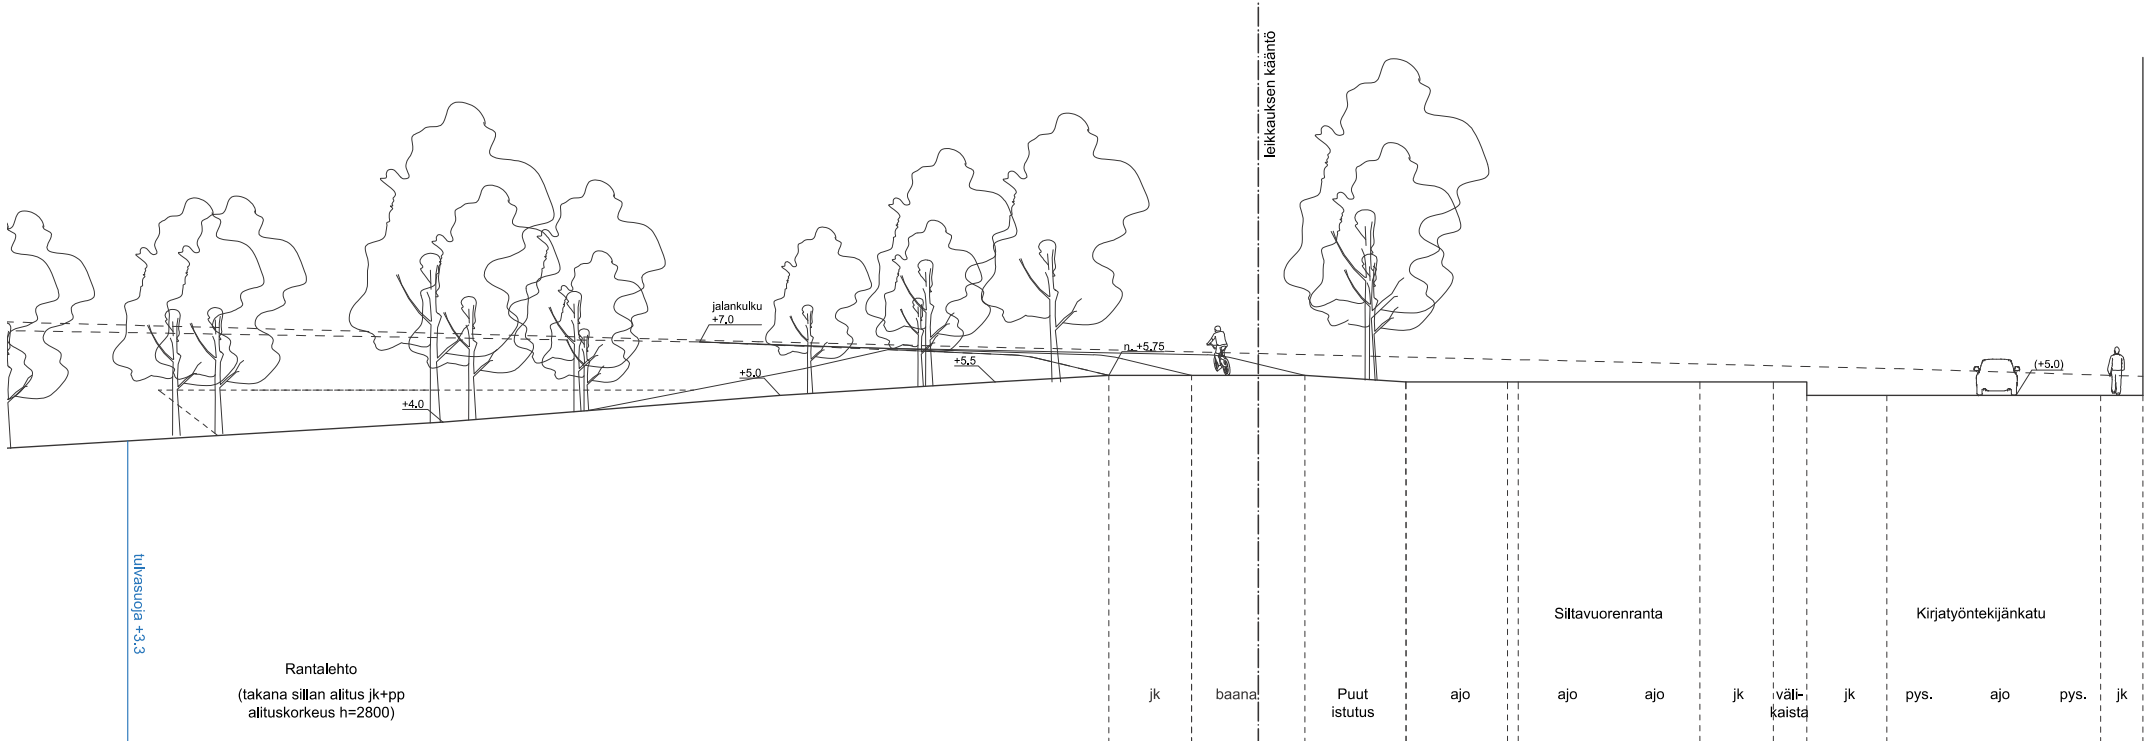 leikkauksen kääntö
jalankulku
+7.0
n. +5.75
+5.5
+5.0
(+5.0)
+4.0
tulvasuoja +3.3
Siltavuorenranta
Kirjatyöntekijänkatu
Rantalehto
(takana sillan alitus jk+pp
alituskorkeus h=2800)
jk
baana
Puut
istutus
ajo
ajo
ajo
jk
väli-
kaista
jk
pys.
ajo
pys.
jk